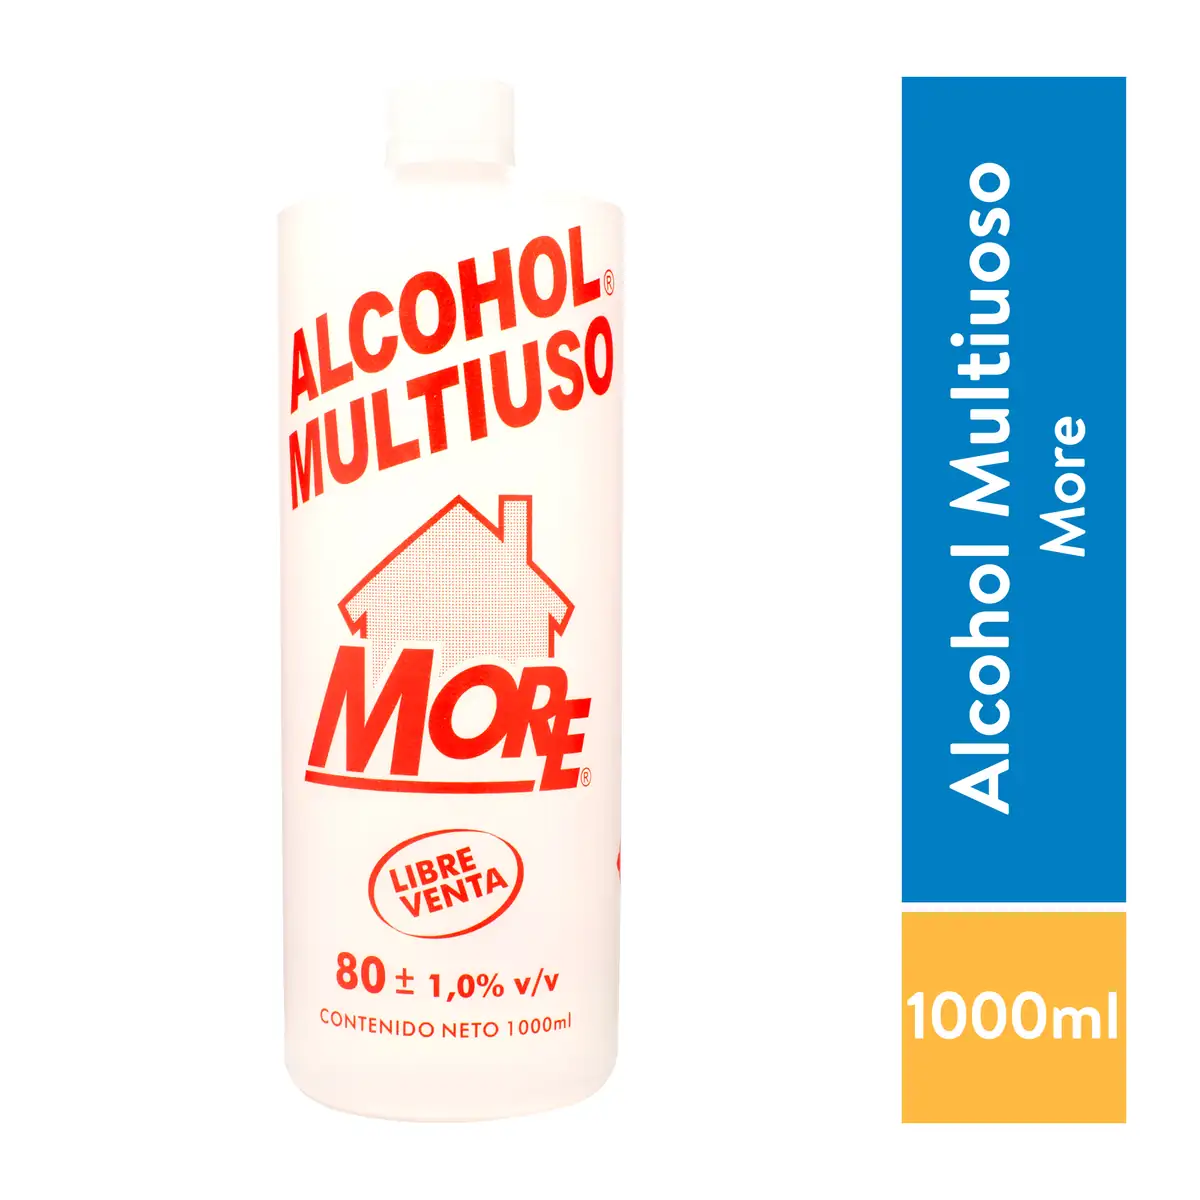 ALCOHOL®
MULTIUSO
MORE®
LIBRE
VENTA
80 ± 1,0% v/v
CONTENIDO NETO 1000ml
Alcohol Multiuoso
More
1000ml